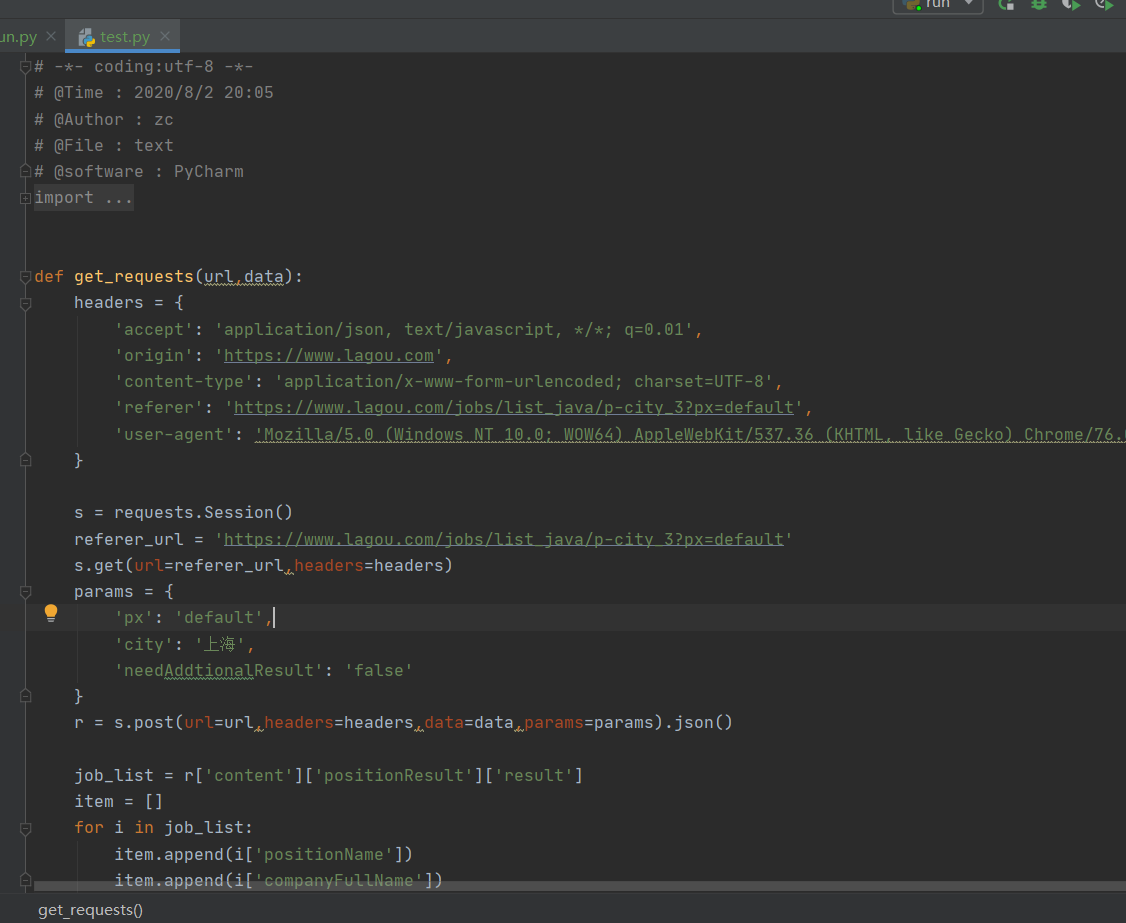 run
un.py
test.py
# -*- coding:utf-8 -*-
# @Time : 2020/8/2 20:05
# @Author : zc
# @File : text
# @software : PyCharm
import ...
def get_requests(url,data):
    headers = {
        'accept': 'application/json, text/javascript, */*; q=0.01',
        'origin': 'https://www.lagou.com',
        'content-type': 'application/x-www-form-urlencoded; charset=UTF-8',
        'referer': 'https://www.lagou.com/jobs/list_java/p-city_3?px=default',
        'user-agent': 'Mozilla/5.0 (Windows NT 10.0; WOW64) AppleWebKit/537.36 (KHTML, like Gecko) Chrome/76.
    }
    s = requests.Session()
    referer_url = 'https://www.lagou.com/jobs/list_java/p-city_3?px=default'
    s.get(url=referer_url,headers=headers)
    params = {
        'px': 'default',
        'city': '上海',
        'needAddtionalResult': 'false'
    }
    r = s.post(url=url,headers=headers,data=data,params=params).json()
    job_list = r['content']['positionResult']['result']
    item = []
    for i in job_list:
        item.append(i['positionName'])
        item.append(i['companyFullName'])
get_requests()